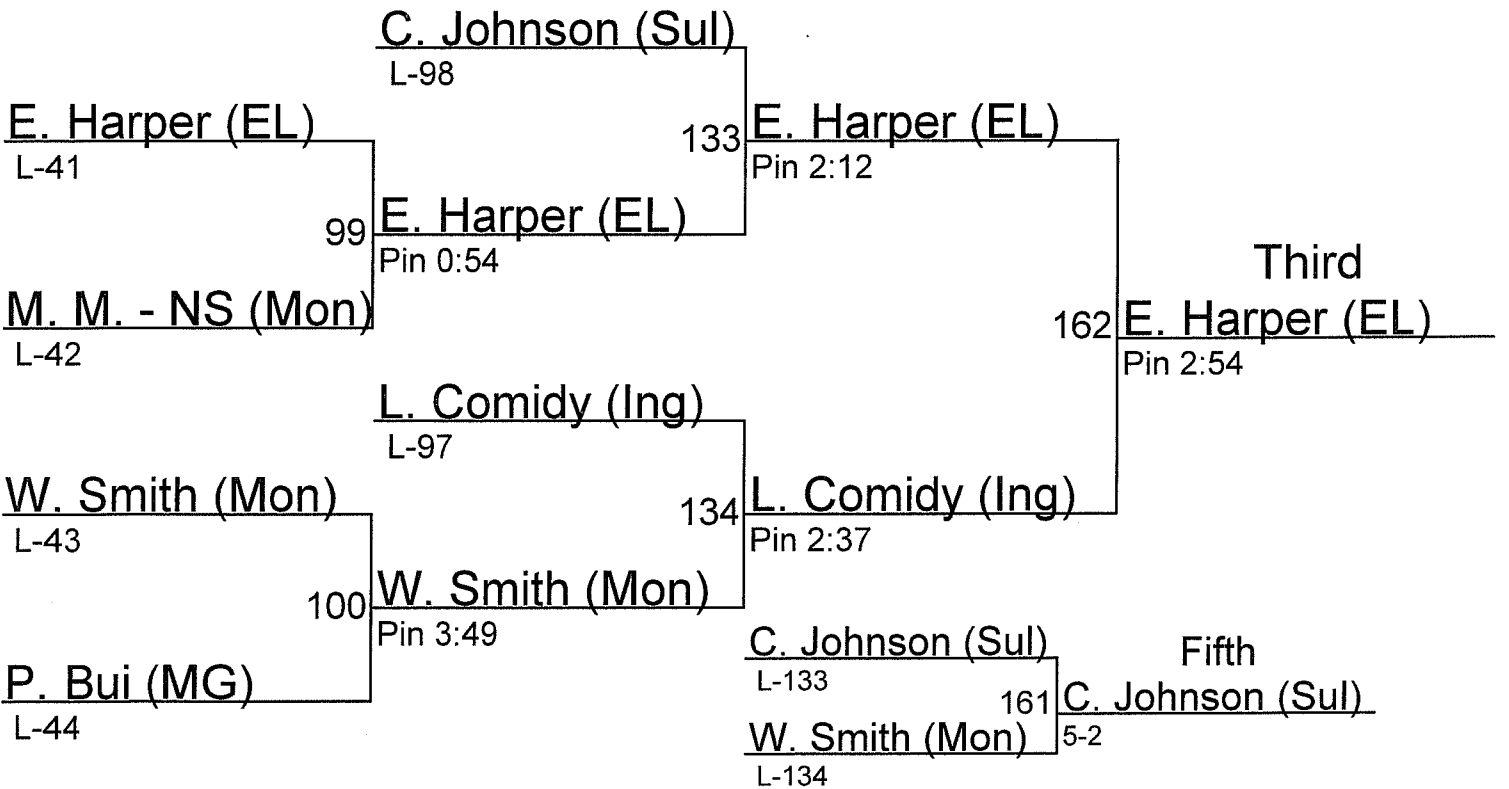 C. Johnson (Sul)
L-98
E. Harper (EL)
L-41
133
E. Harper (EL)
Pin 2:12
99
E. Harper (EL)
Pin 0:54
M. M. - NS (Mon)
L-42
Third
162
E. Harper (EL)
Pin 2:54
L. Comidy (Ing)
L-97
W. Smith (Mon)
L-43
134
L. Comidy (Ing)
Pin 2:37
100
W. Smith (Mon)
Pin 3:49
P. Bui (MG)
L-44
C. Johnson (Sul)
L-133
Fifth
161
C. Johnson (Sul)
5-2
W. Smith (Mon)
L-134